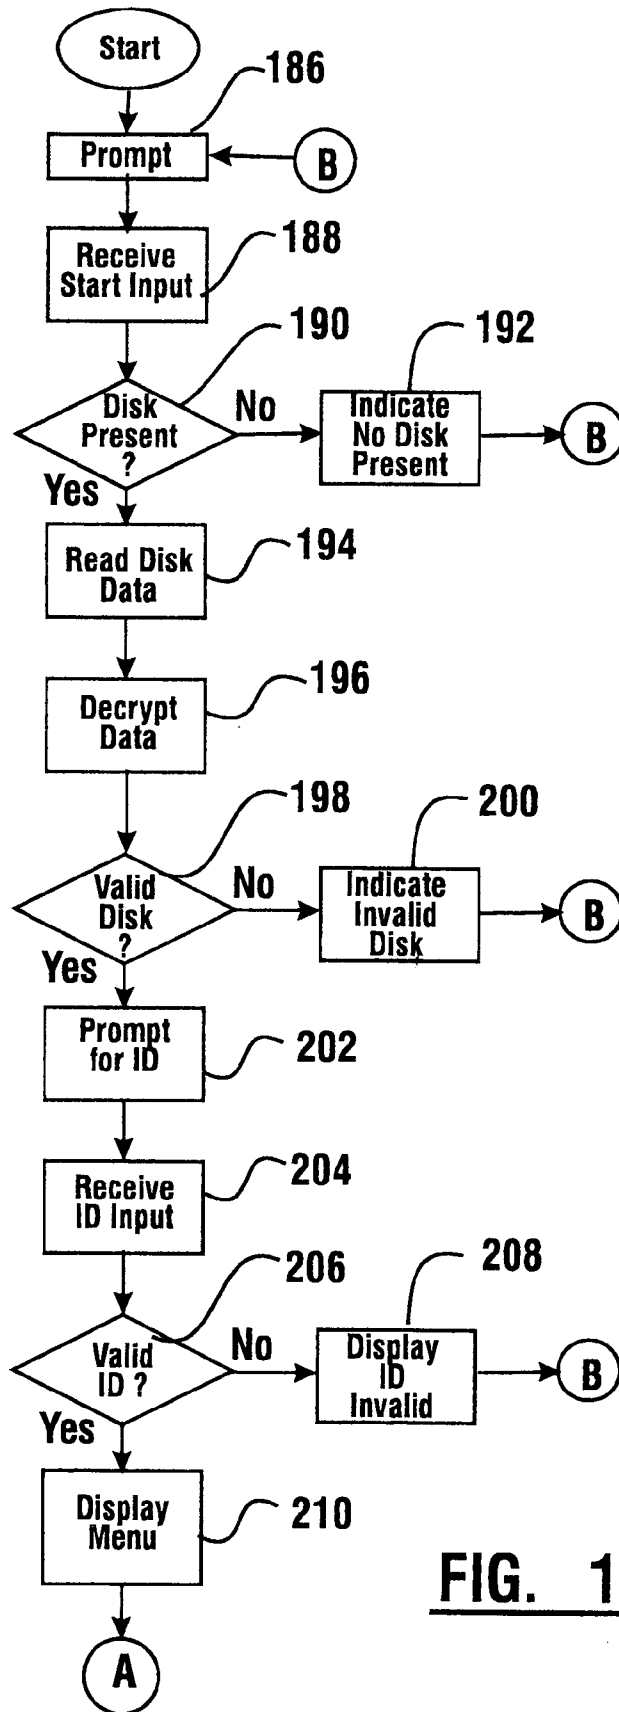 Start
186
Prompt
B
Receive
Start Input
188
190
Disk
Present
?
No
192
Indicate
No Disk
Present
B
Yes
Read Disk
Data
194
Decrypt
Data
196
198
Valid
Disk
?
No
200
Indicate
Invalid
Disk
B
Yes
Prompt
for ID
202
Receive
ID Input
204
206
Valid
ID ?
No
208
Display
ID
Invalid
B
Yes
Display
Menu
210
FIG. 1
A